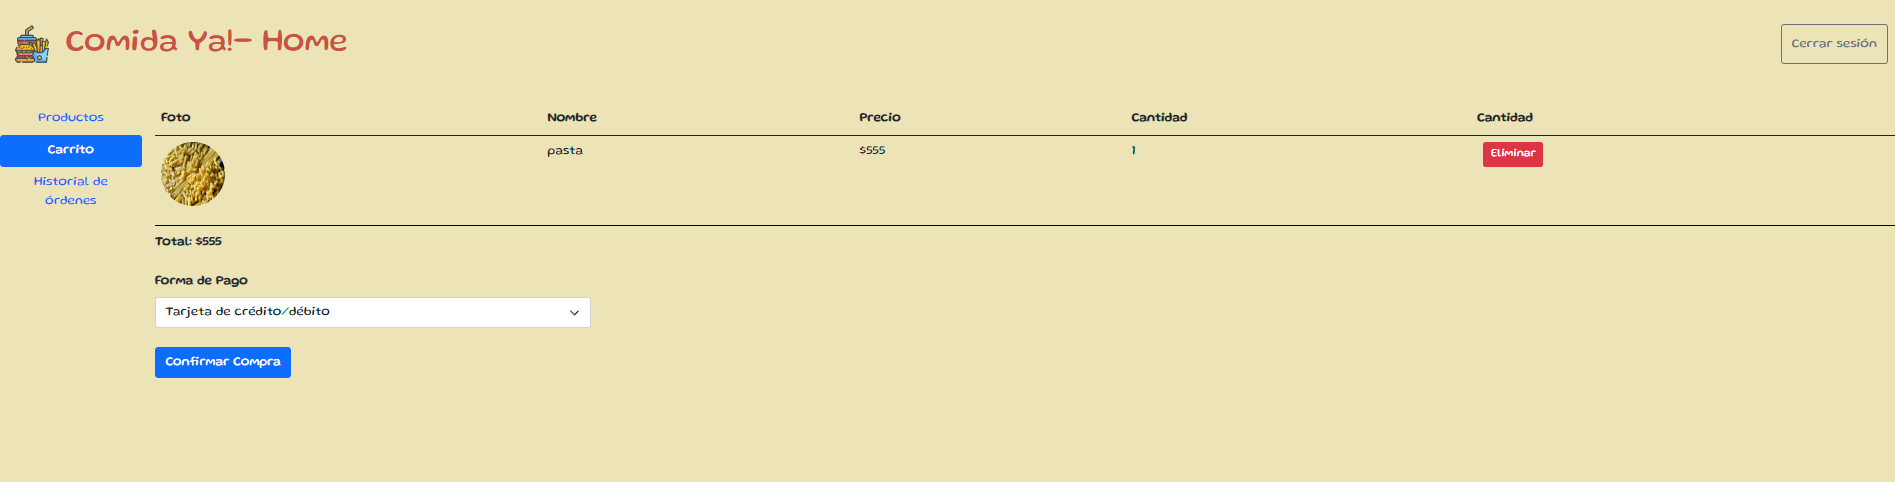 Comida Ya!- Home
Cerrar sesión
Productos
Carrito
Historial de
órdenes
Foto Nombre Precio Cantidad Cantidad
pasta $555 1 Eliminar
Total: $555
Forma de Pago
Tarjeta de crédito/débito
Confirmar Compra